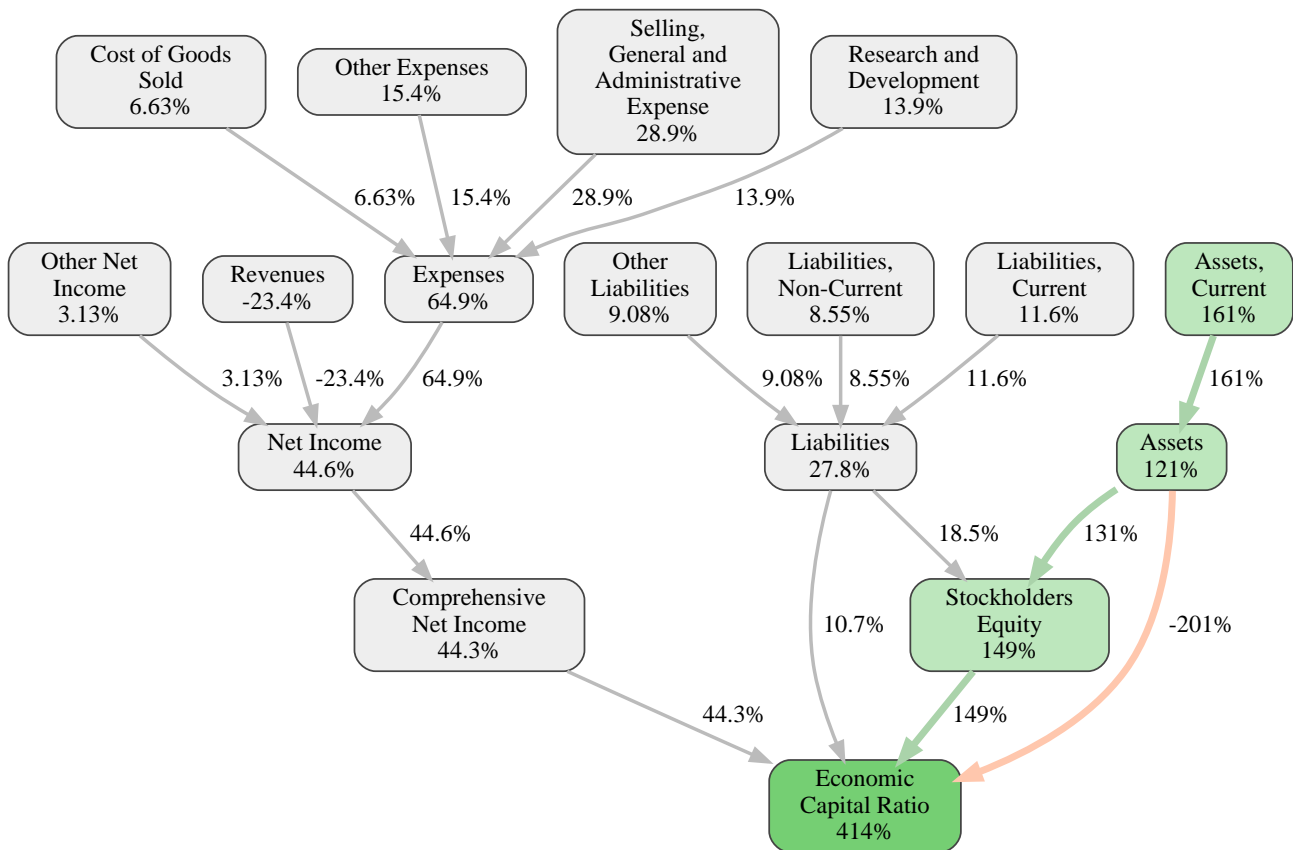 Cost of Goods
Sold
6.63%
Other Expenses
15.4%
Selling,
General and
Administrative
Expense
28.9%
Research and
Development
13.9%
6.63%
15.4%
28.9%
13.9%
Other Net
Income
3.13%
Revenues
-23.4%
Expenses
64.9%
Other
Liabilities
9.08%
Liabilities,
Non-Current
8.55%
Liabilities,
Current
11.6%
Assets,
Current
161%
3.13%
-23.4%
64.9%
9.08%
8.55%
11.6%
161%
Net Income
44.6%
Liabilities
27.8%
Assets
121%
44.6%
18.5%
131%
Comprehensive
Net Income
44.3%
10.7%
Stockholders
Equity
149%
-201%
44.3%
149%
Economic
Capital Ratio
414%